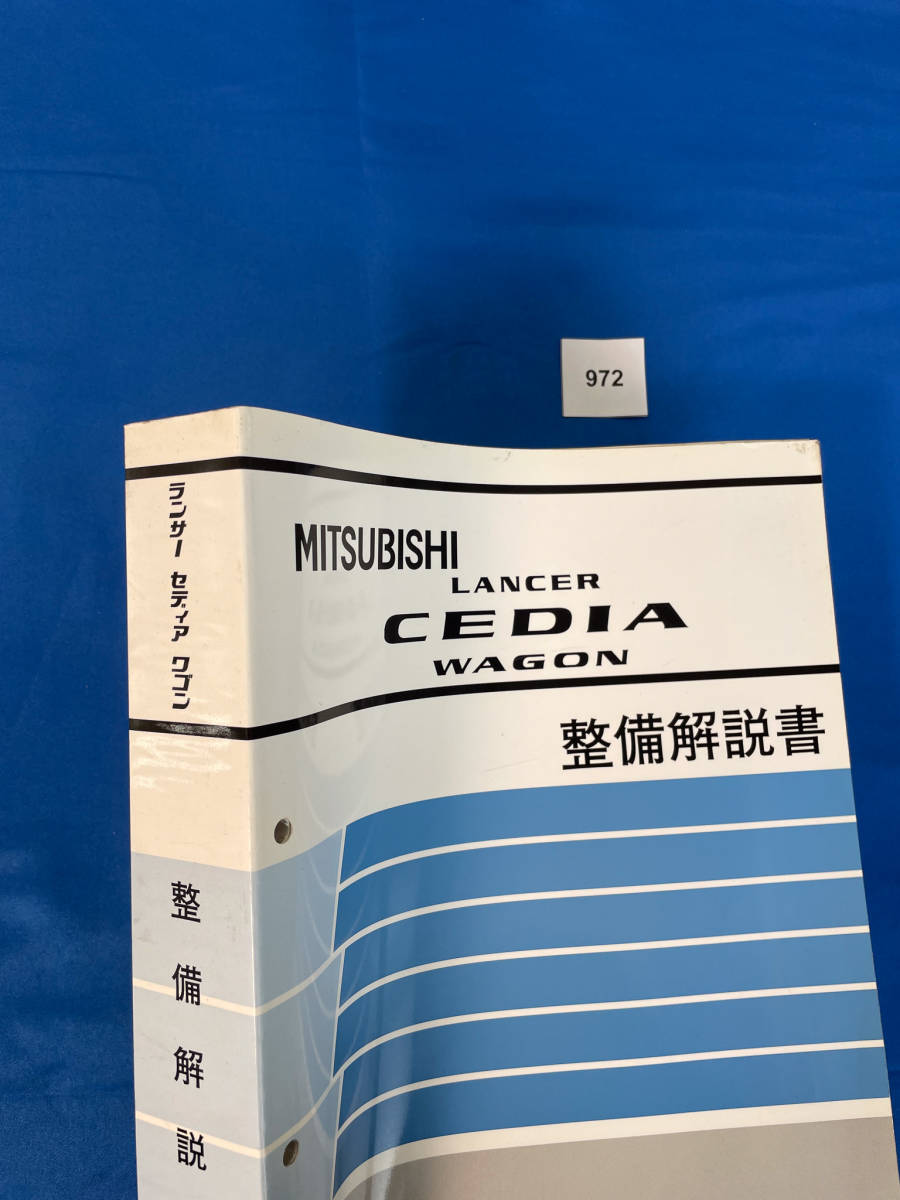 972
MITSUBISHI
LANCER
CEDIA
WAGON
整備解説書
ランサー セディア ワゴン
整備解説